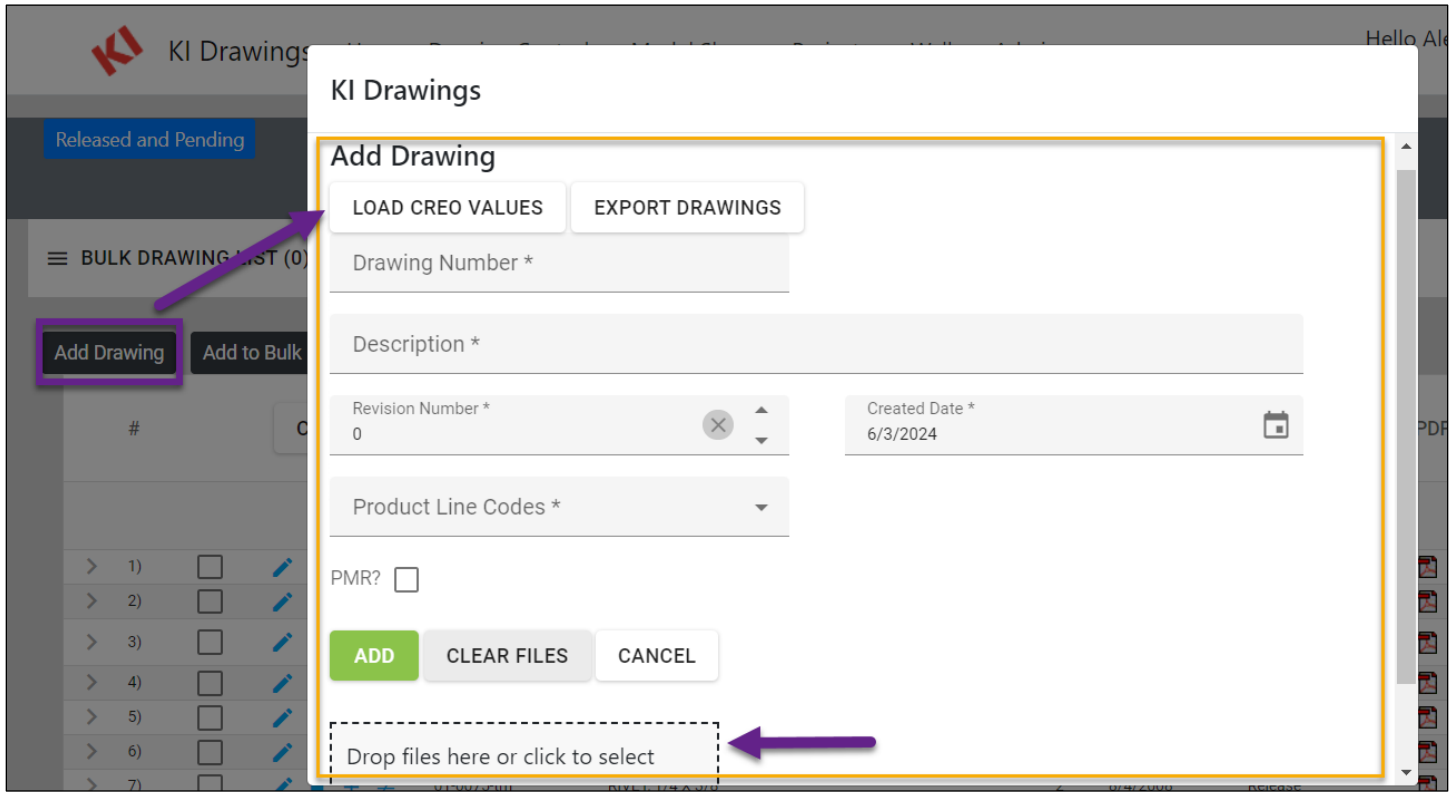 KI
KI Drawings
Hello Ale
KI Drawings
Released and Pending
Add Drawing
LOAD CREO VALUES
EXPORT DRAWINGS
BULK DRAWING LIST (0)
Drawing Number *
Description *
Add Drawing
Add to Bulk
Revision Number *
0
Created Date *
6/3/2024
#
C
PDF
Product Line Codes *
1)
PMR?
2)
3)
ADD
CLEAR FILES
CANCEL
4)
5)
6)
Drop files here or click to select
7)